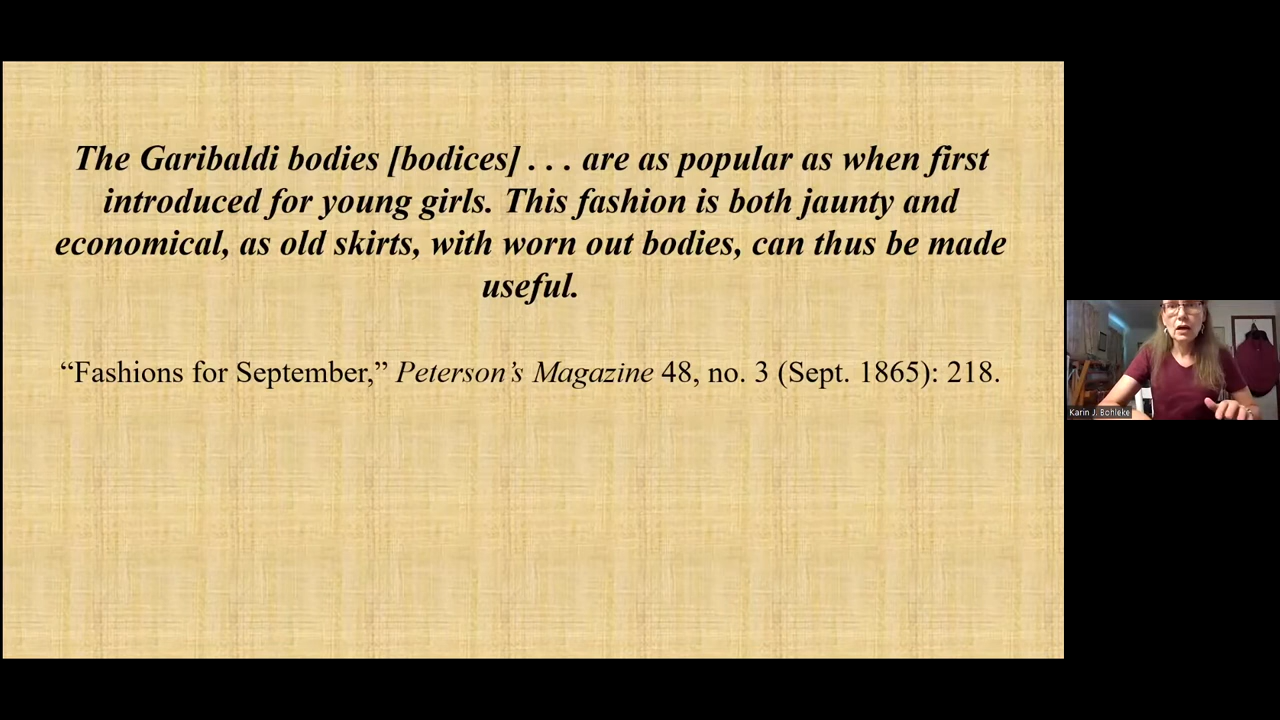 The Garibaldi bodies [bodices] . . . are as popular as when first
introduced for young girls. This fashion is both jaunty and
economical, as old skirts, with worn out bodies, can thus be made
useful.
“Fashions for September,” Peterson’s Magazine 48, no. 3 (Sept. 1865): 218.
Karin J. Bohleke